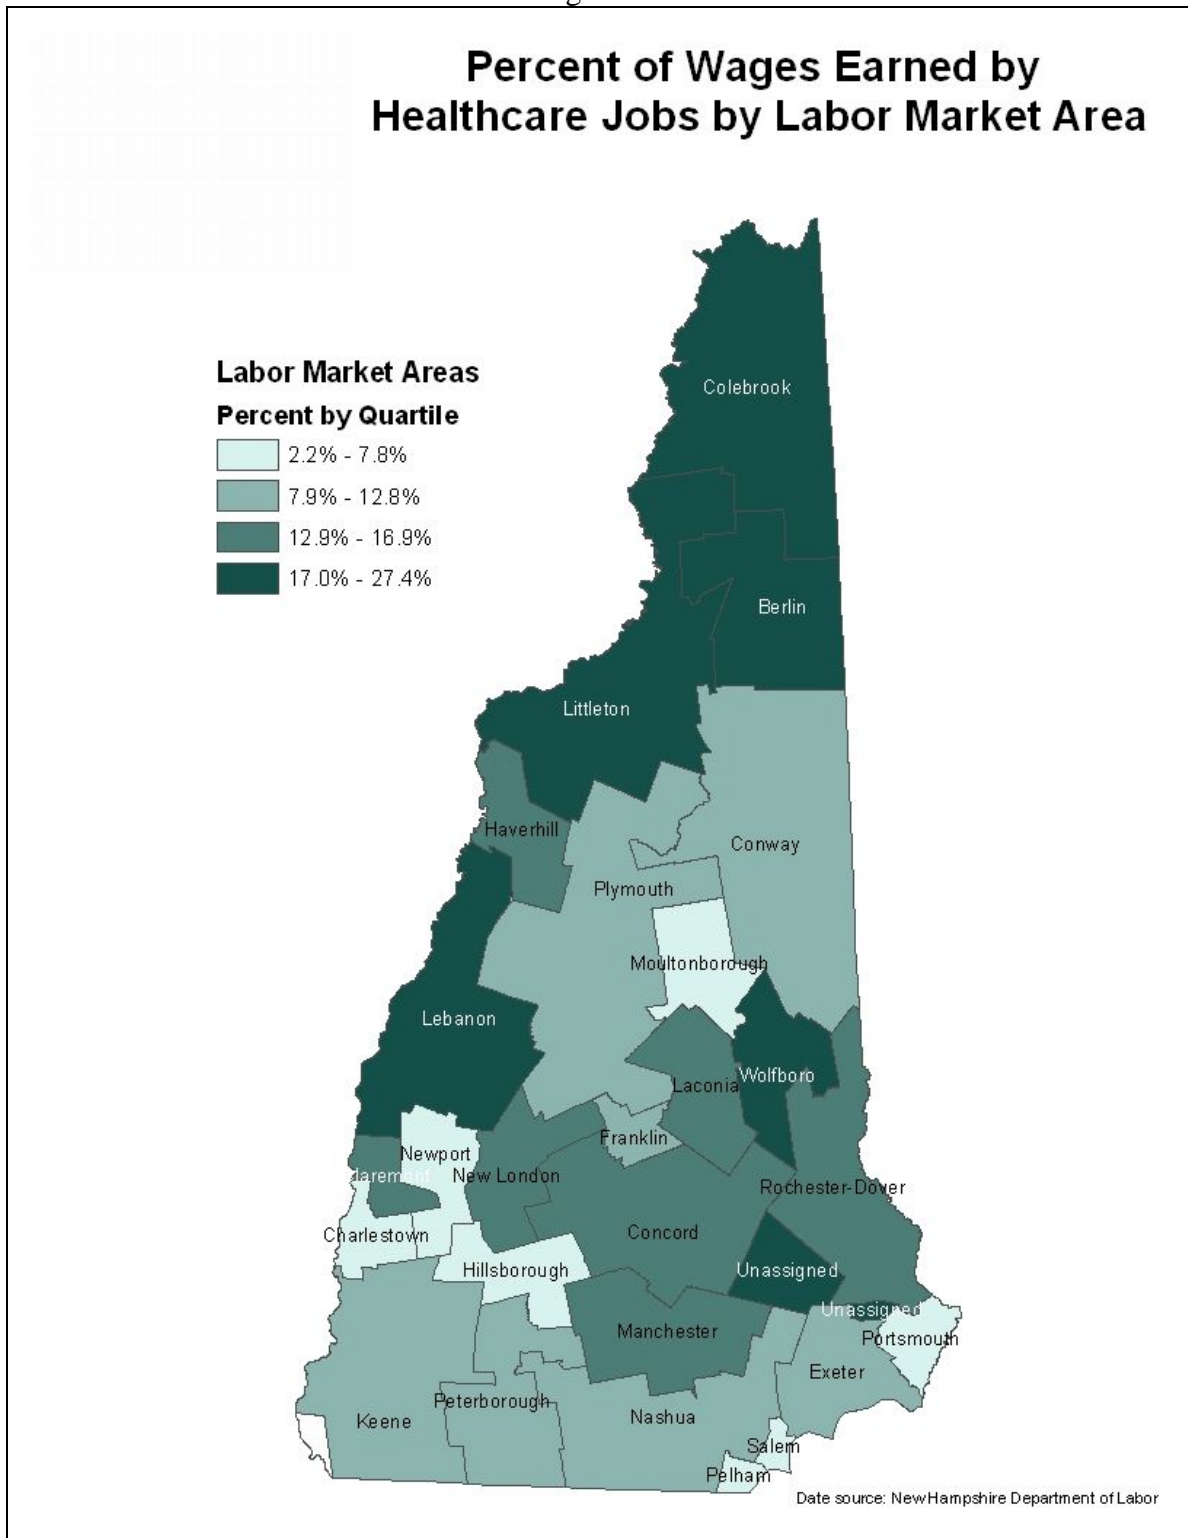 Percent of Wages Earned by
Healthcare Jobs by Labor Market Area
Labor Market Areas
Percent by Quartile
2.2% - 7.8%
7.9% - 12.8%
12.9% - 16.9%
17.0% - 27.4%
Colebrook
Berlin
Littleton
Haverhill
Conway
Plymouth
Moultonborough
Lebanon
Wolfboro
Laconia
Franklin
Newport
laremont
New London
Rochester-Dover
Charlestown
Concord
Hillsborough
Unassigned
Unassigned
Manchester
Portsmouth
Exeter
Peterborough
Keene
Nashua
Salem
Pelham
Date source: New Hampshire Department of Labor